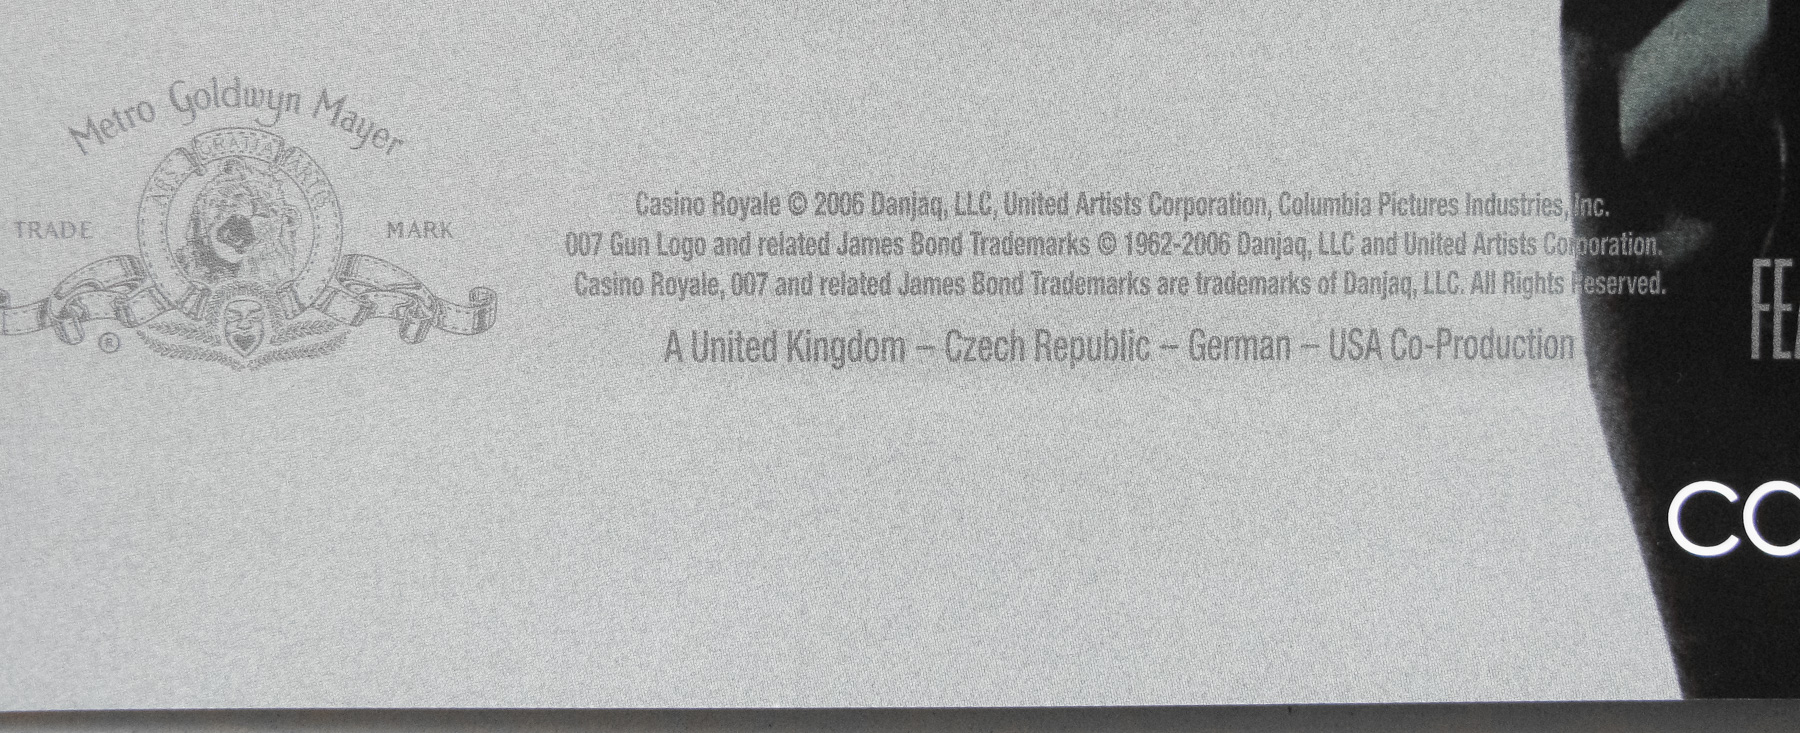 Metro Goldwyn Mayer
ARS GRATIA ARTIS
TRADE MARK
®
Casino Royale © 2006 Danjaq, LLC, United Artists Corporation, Columbia Pictures Industries, Inc.
007 Gun Logo and related James Bond Trademarks © 1962-2006 Danjaq, LLC and United Artists Corporation.
Casino Royale, 007 and related James Bond Trademarks are trademarks of Danjaq, LLC. All Rights Reserved.
A United Kingdom – Czech Republic – German – USA Co-Production
FEA
CO